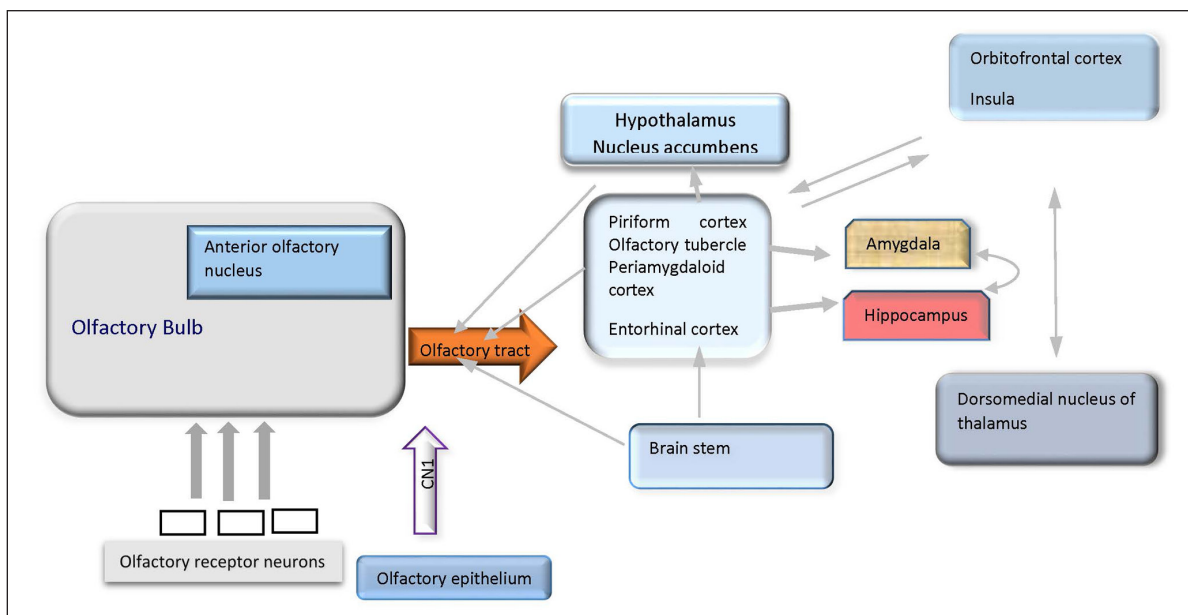 Orbitofrontal cortex
Insula
Hypothalamus
Nucleus accumbens
Anterior olfactory
nucleus
Olfactory Bulb
Piriform cortex
Olfactory tubercle
Periamygdaloid
cortex
Entorhinal cortex
Amygdala
Hippocampus
Olfactory tract
Dorsomedial nucleus of
thalamus
Brain stem
CN1
Olfactory receptor neurons
Olfactory epithelium